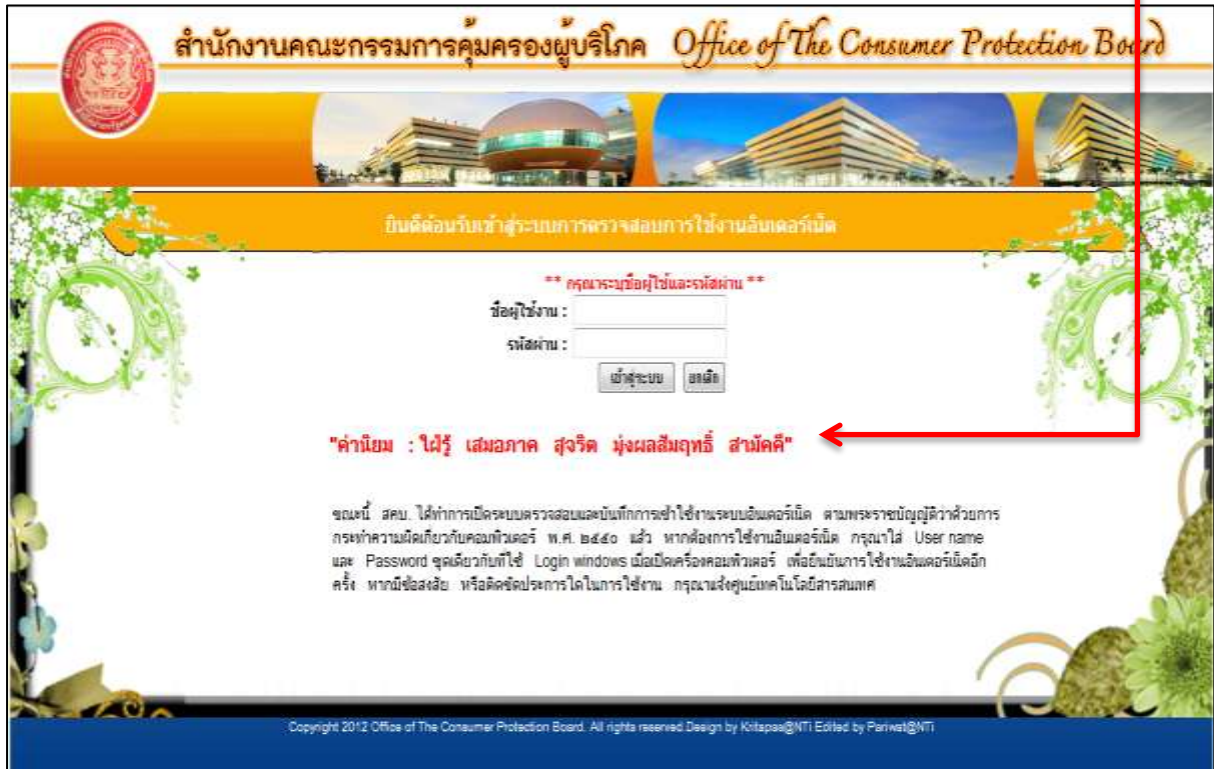 สำนักงานคณะกรรมการคุ้มครองผู้บริโภค Office of The Consumer Protection Board
ยินดีต้อนรับเข้าสู่ระบบการตรวจสอบการใช้งานอินเตอร์เน็ต
** กรุณาระบุชื่อผู้ใช้และรหัสผ่าน **
ชื่อผู้ใช้งาน :
รหัสผ่าน :
เข้าสู่ระบบ ยกเลิก
"ค่านิยม : ใฝ่รู้ เสมอภาค สุจริต มุ่งผลสัมฤทธิ์ สามัคคี"
ขณะนี้ สคบ. ได้ทำการเปิดระบบตรวจสอบและบันทึกการเข้าใช้งานระบบอินเตอร์เน็ต ตามพระราชบัญญัติว่าด้วยการ
กระทำความผิดเกี่ยวกับคอมพิวเตอร์ พ.ศ. ๒๕๕๐ แล้ว หากต้องการใช้งานอินเตอร์เน็ต กรุณาใส่ User name
และ Password ชุดเดียวกับที่ใช้ Login windows เมื่อเปิดเครื่องคอมพิวเตอร์ เพื่อยืนยันการใช้งานอินเตอร์เน็ตอีก
ครั้ง หากมีข้อสงสัย หรือติดขัดประการใดในการใช้งาน กรุณาแจ้งศูนย์เทคโนโลยีสารสนเทศ
Copyright 2012 Office of The Consumer Protection Board. All rights reserved.Design by Kritapas@NTi Edited by Pariwat@NTi